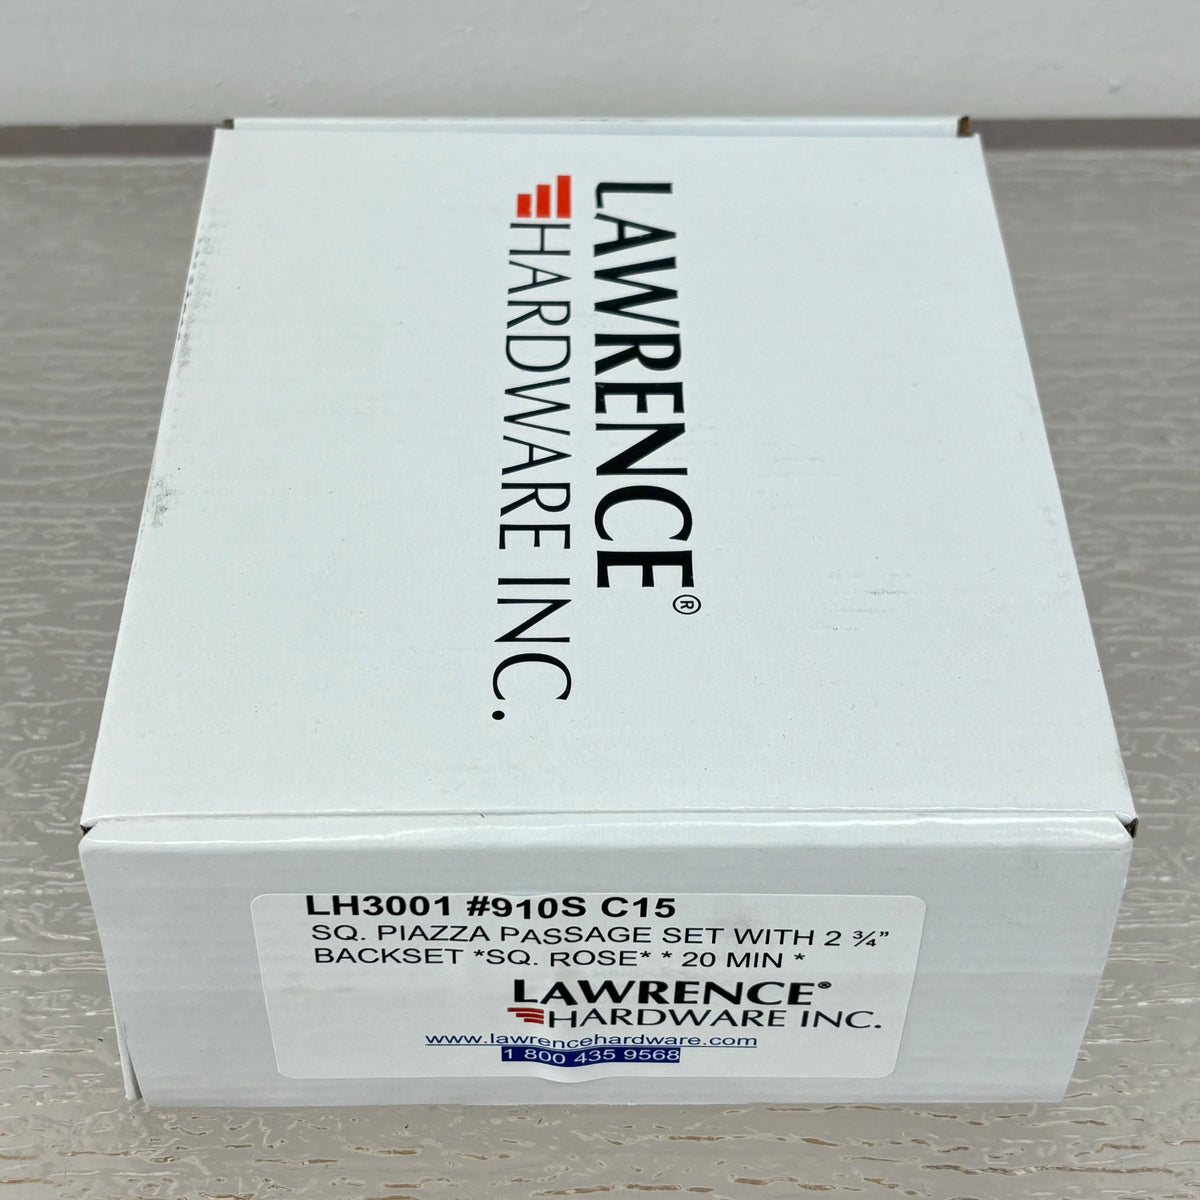 LAWRENCE®
HARDWARE INC.
LH3001 #910S C15
SQ. PIAZZA PASSAGE SET WITH 2 ¾”
BACKSET *SQ. ROSE* * 20 MIN *
LAWRENCE®
HARDWARE INC.
www.lawrencehardware.com
1 800 435 9568